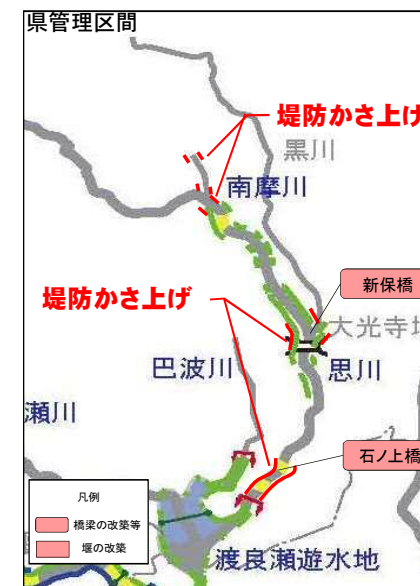 県管理区間
堤防かさ上げ
黒川
南摩川
新保橋
堤防かさ上げ
大光寺
巴波川
思川
瀬川
石ノ上橋
凡例
橋梁の改築等
堰の改築
渡良瀬遊水地